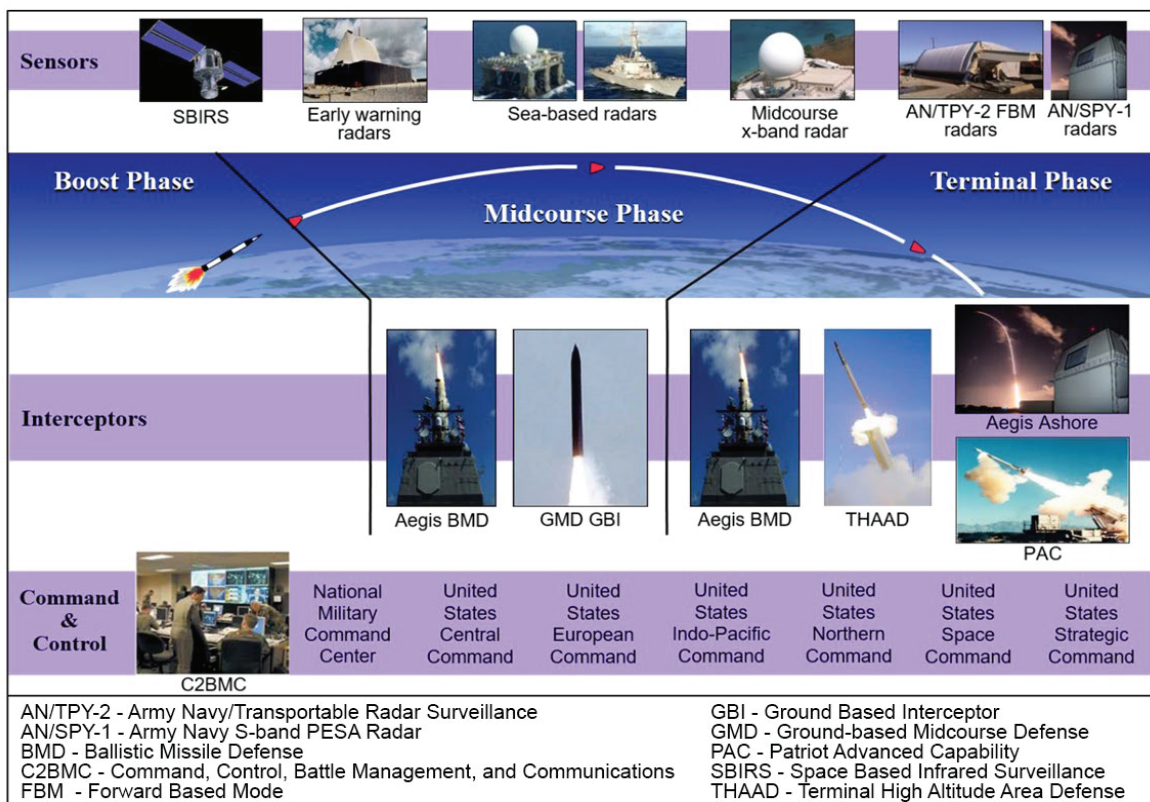 Sensors
SBIRS
Early warning
radars
Sea-based radars
Midcourse
x-band radar
AN/TPY-2 FBM
radars
AN/SPY-1
radars
Boost Phase
Midcourse Phase
Terminal Phase
Interceptors
Aegis BMD
GMD GBI
Aegis BMD
THAAD
Aegis Ashore
PAC
Command
&
Control
C2BMC
National
Military
Command
Center
United
States
Central
Command
United
States
European
Command
United
States
Indo-Pacific
Command
United
States
Northern
Command
United
States
Space
Command
United
States
Strategic
Command
AN/TPY-2 - Army Navy/Transportable Radar Surveillance
AN/SPY-1 - Army Navy S-band PESA Radar
BMD - Ballistic Missile Defense
C2BMC - Command, Control, Battle Management, and Communications
FBM - Forward Based Mode
GBI - Ground Based Interceptor
GMD - Ground-based Midcourse Defense
PAC - Patriot Advanced Capability
SBIRS - Space Based Infrared Surveillance
THAAD - Terminal High Altitude Area Defense